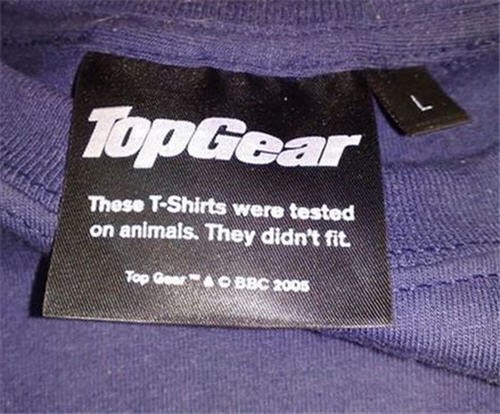 TopGear
L
These T-Shirts were tested
on animals. They didn't fit.
Top Gear™ & © BBC 2005